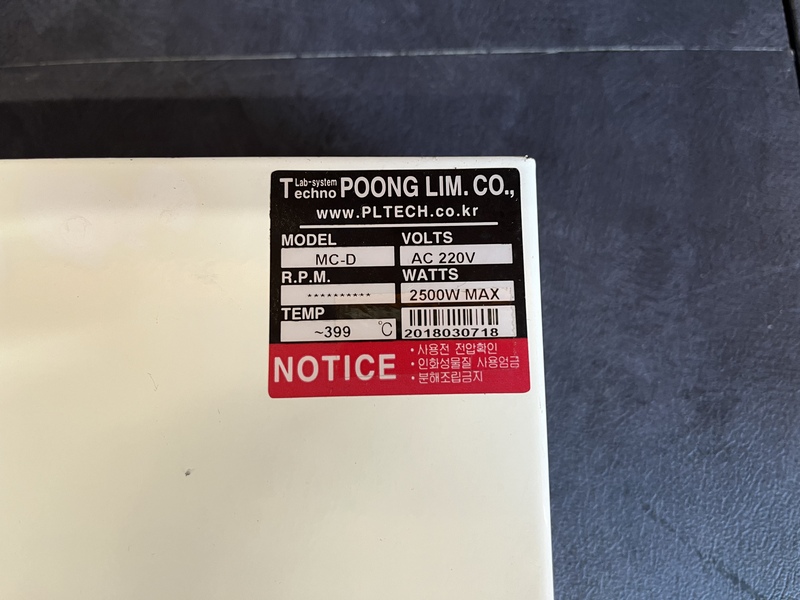 Lab-system Techno POONG LIM. CO.,
www.PLTECH.co.kr
MODEL VOLTS
MC-D AC 220V
R.P.M. WATTS
********** 2500W MAX
TEMP
~399 ℃ 2018030718
NOTICE
· 사용전 전압확인
· 인화성물질 사용엄금
· 분해조립금지